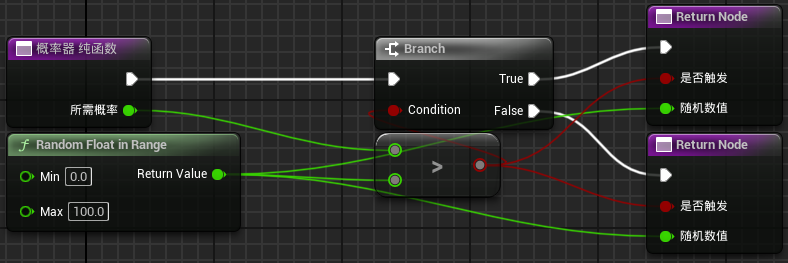 概率器 纯函数
所需概率
Random Float in Range
Min 0.0
Return Value
Max 100.0
Branch
True
Condition
False
>
Return Node
是否触发
随机数值
Return Node
是否触发
随机数值